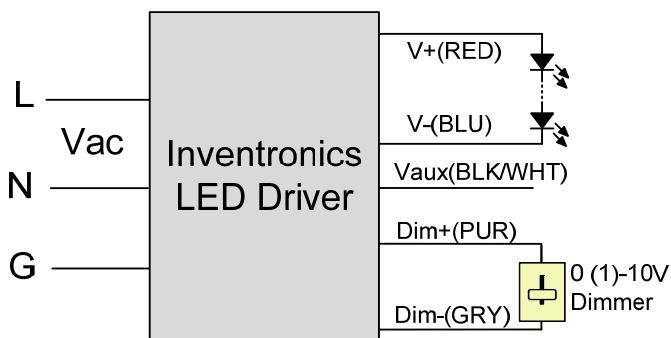 V+(RED)
L
Vac
V-(BLU)
Inventronics
LED Driver
N
Vaux(BLK/WHT)
Dim+(PUR)
G
0 (1)-10V
Dimmer
Dim-(GRY)